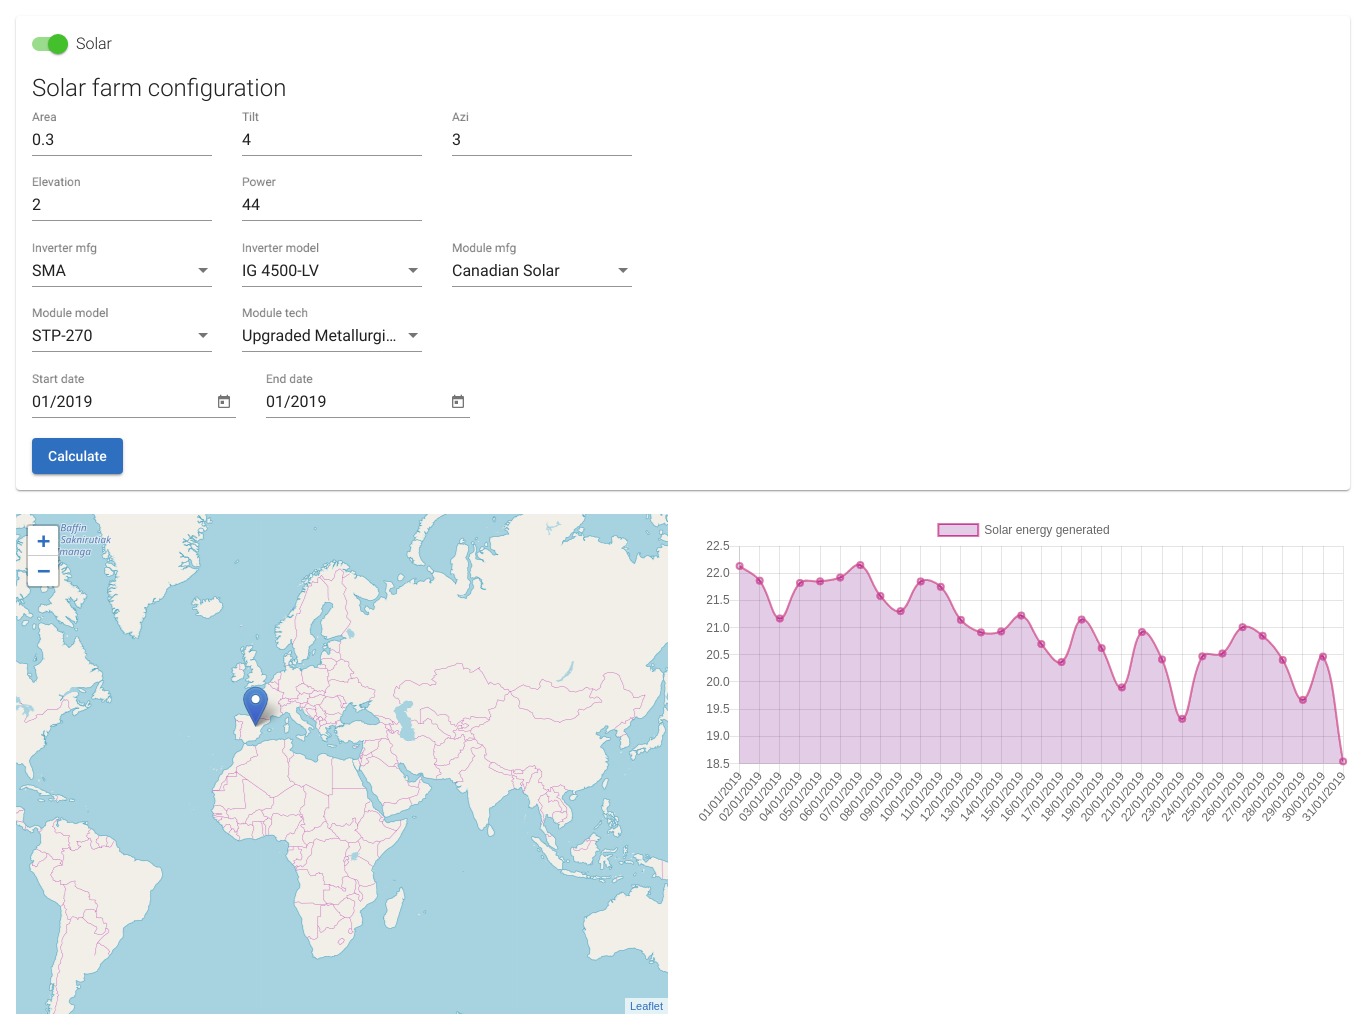 Solar
Solar farm configuration
Area
0.3
Tilt
4
Azi
3
Elevation
2
Power
44
Inverter mfg
SMA
Inverter model
IG 4500-LV
Module mfg
Canadian Solar
Module model
STP-270
Module tech
Upgraded Metallurgi...
Start date
01/2019
End date
01/2019
Calculate
+
−
Baffin
Saknirutiak
manga
Leaflet
Solar energy generated
22.5
22.0
21.5
21.0
20.5
20.0
19.5
19.0
18.5
01/01/2019
02/01/2019
03/01/2019
04/01/2019
05/01/2019
06/01/2019
07/01/2019
08/01/2019
09/01/2019
10/01/2019
11/01/2019
12/01/2019
13/01/2019
14/01/2019
15/01/2019
16/01/2019
17/01/2019
18/01/2019
19/01/2019
20/01/2019
21/01/2019
22/01/2019
23/01/2019
24/01/2019
25/01/2019
26/01/2019
27/01/2019
28/01/2019
29/01/2019
30/01/2019
31/01/2019